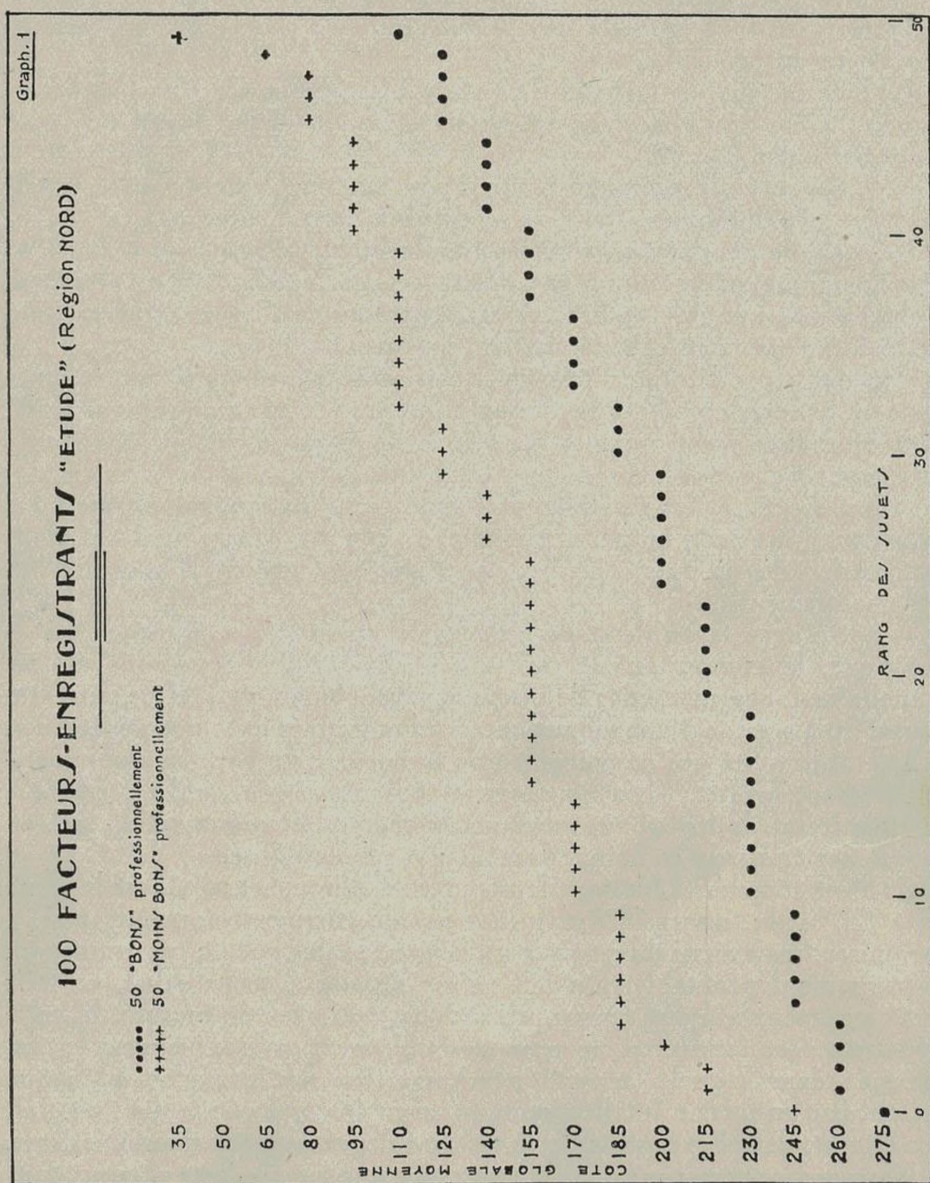 Graph. 1
100 FACTEURS-ENREGISTRANTS "ETUDE" (Région NORD)
50 "BONS" professionnellement
50 "MOINS BONS" professionnellement
COTE GLOBALE MOYENNE
35
50
65
80
95
110
125
140
155
170
185
200
215
230
245
260
275
0 10 20 30 40 50
RANG DES SUJETS